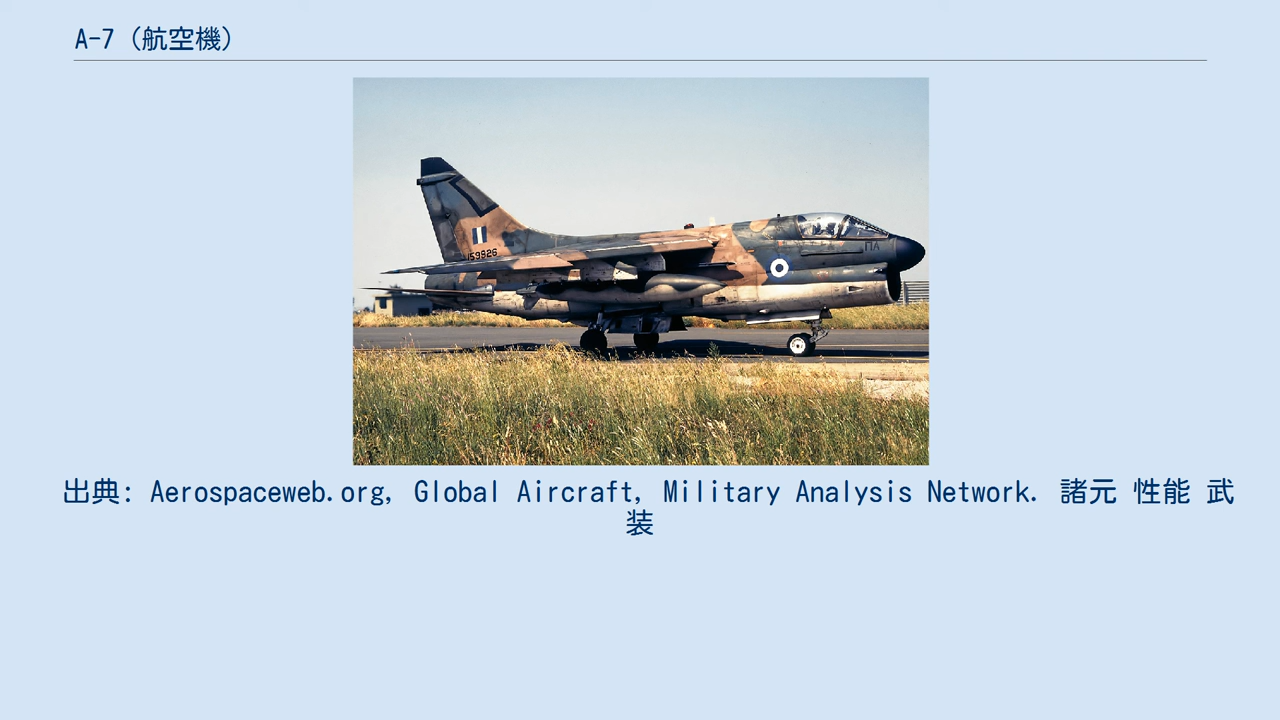 A-7 (航空機)
159926
ΠΑ
出典: Aerospaceweb.org, Global Aircraft, Military Analysis Network. 諸元 性能 武
装